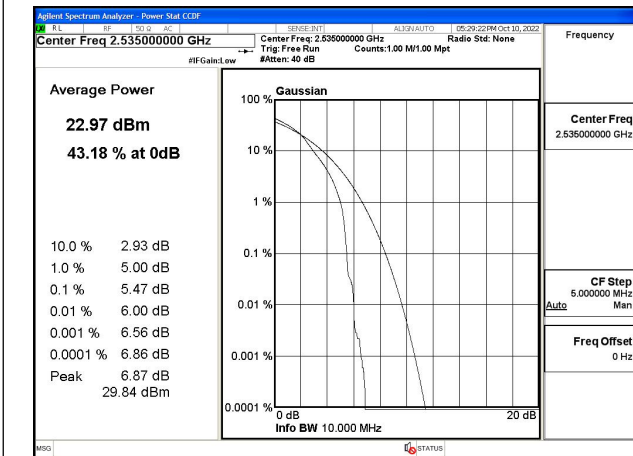 Agilent Spectrum Analyzer - Power Stat CCDF
RL RF 50 Ω AC SENSE:INT ALIGN AUTO 05:29:22 PM Oct 10, 2022
Center Freq 2.535000000 GHz
Center Freq: 2.535000000 GHz Radio Std: None
Trig: Free Run Counts:1.00 M/1.00 Mpt
#IFGain:Low #Atten: 40 dB
Frequency
Average Power
22.97 dBm
43.18 % at 0dB
10.0 % 2.93 dB
1.0 % 5.00 dB
0.1 % 5.47 dB
0.01 % 6.00 dB
0.001 % 6.56 dB
0.0001 % 6.86 dB
Peak 6.87 dB
29.84 dBm
Gaussian
100 %
10 %
1 %
0.1 %
0.01 %
0.001 %
0.0001 %
0 dB 20 dB
Info BW 10.000 MHz
Center Freq
2.535000000 GHz
CF Step
5.000000 MHz
Auto Man
Freq Offset
0 Hz
MSG STATUS